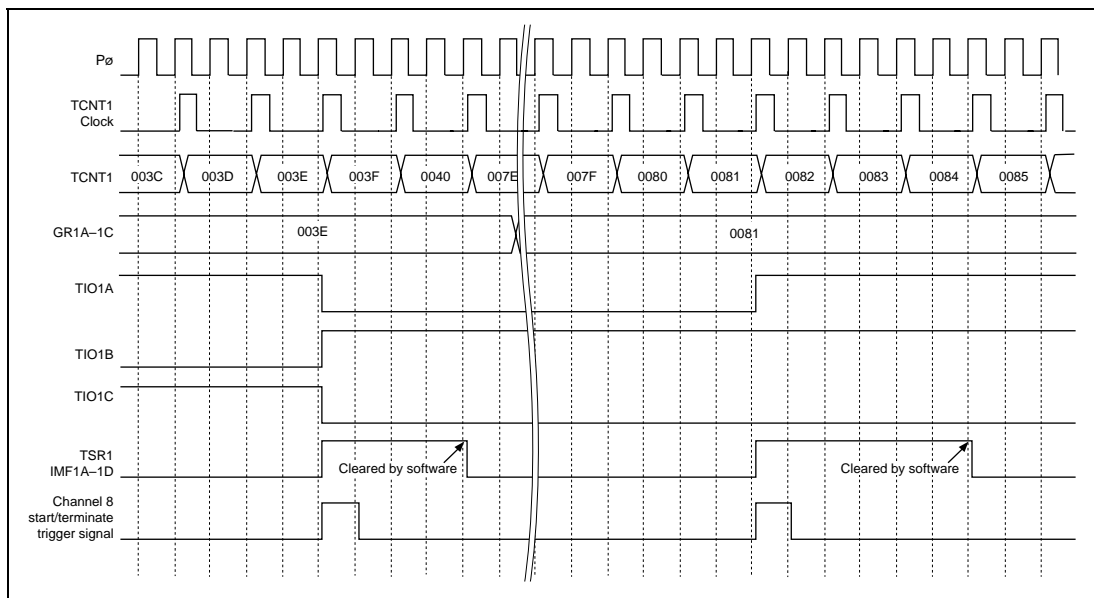 Pø
TCNT1
Clock
TCNT1
003C 003D 003E 003F 0040 007E 007F 0080 0081 0082 0083 0084 0085
GR1A–1C
003E 0081
TIO1A
TIO1B
TIO1C
TSR1
IMF1A–1D
Cleared by software Cleared by software
Channel 8
start/terminate
trigger signal